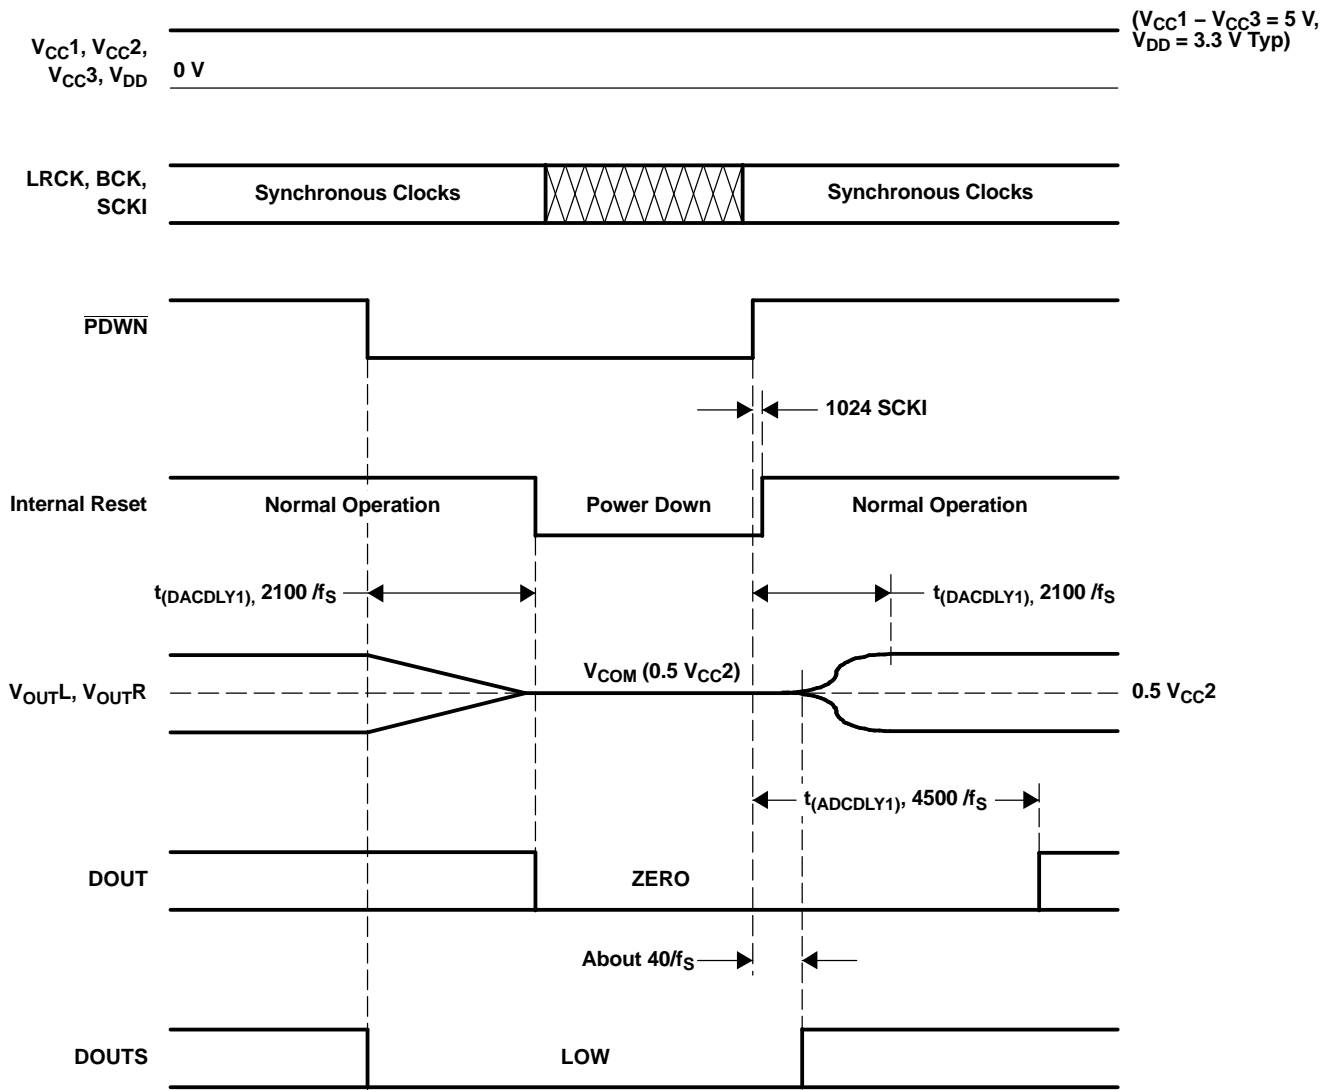 (VCC1 – VCC3 = 5 V,
VDD = 3.3 V Typ)
VCC1, VCC2,
VCC3, VDD
0 V
LRCK, BCK,
SCKI
Synchronous Clocks
Synchronous Clocks
PDWN
1024 SCKI
Internal Reset
Normal Operation
Power Down
Normal Operation
t(DACDLY1), 2100 /fS
t(DACDLY1), 2100 /fS
VCOM (0.5 VCC2)
VOUTL, VOUTR
0.5 VCC2
t(ADCDLY1), 4500 /fS
DOUT
ZERO
About 40/fS
DOUTS
LOW